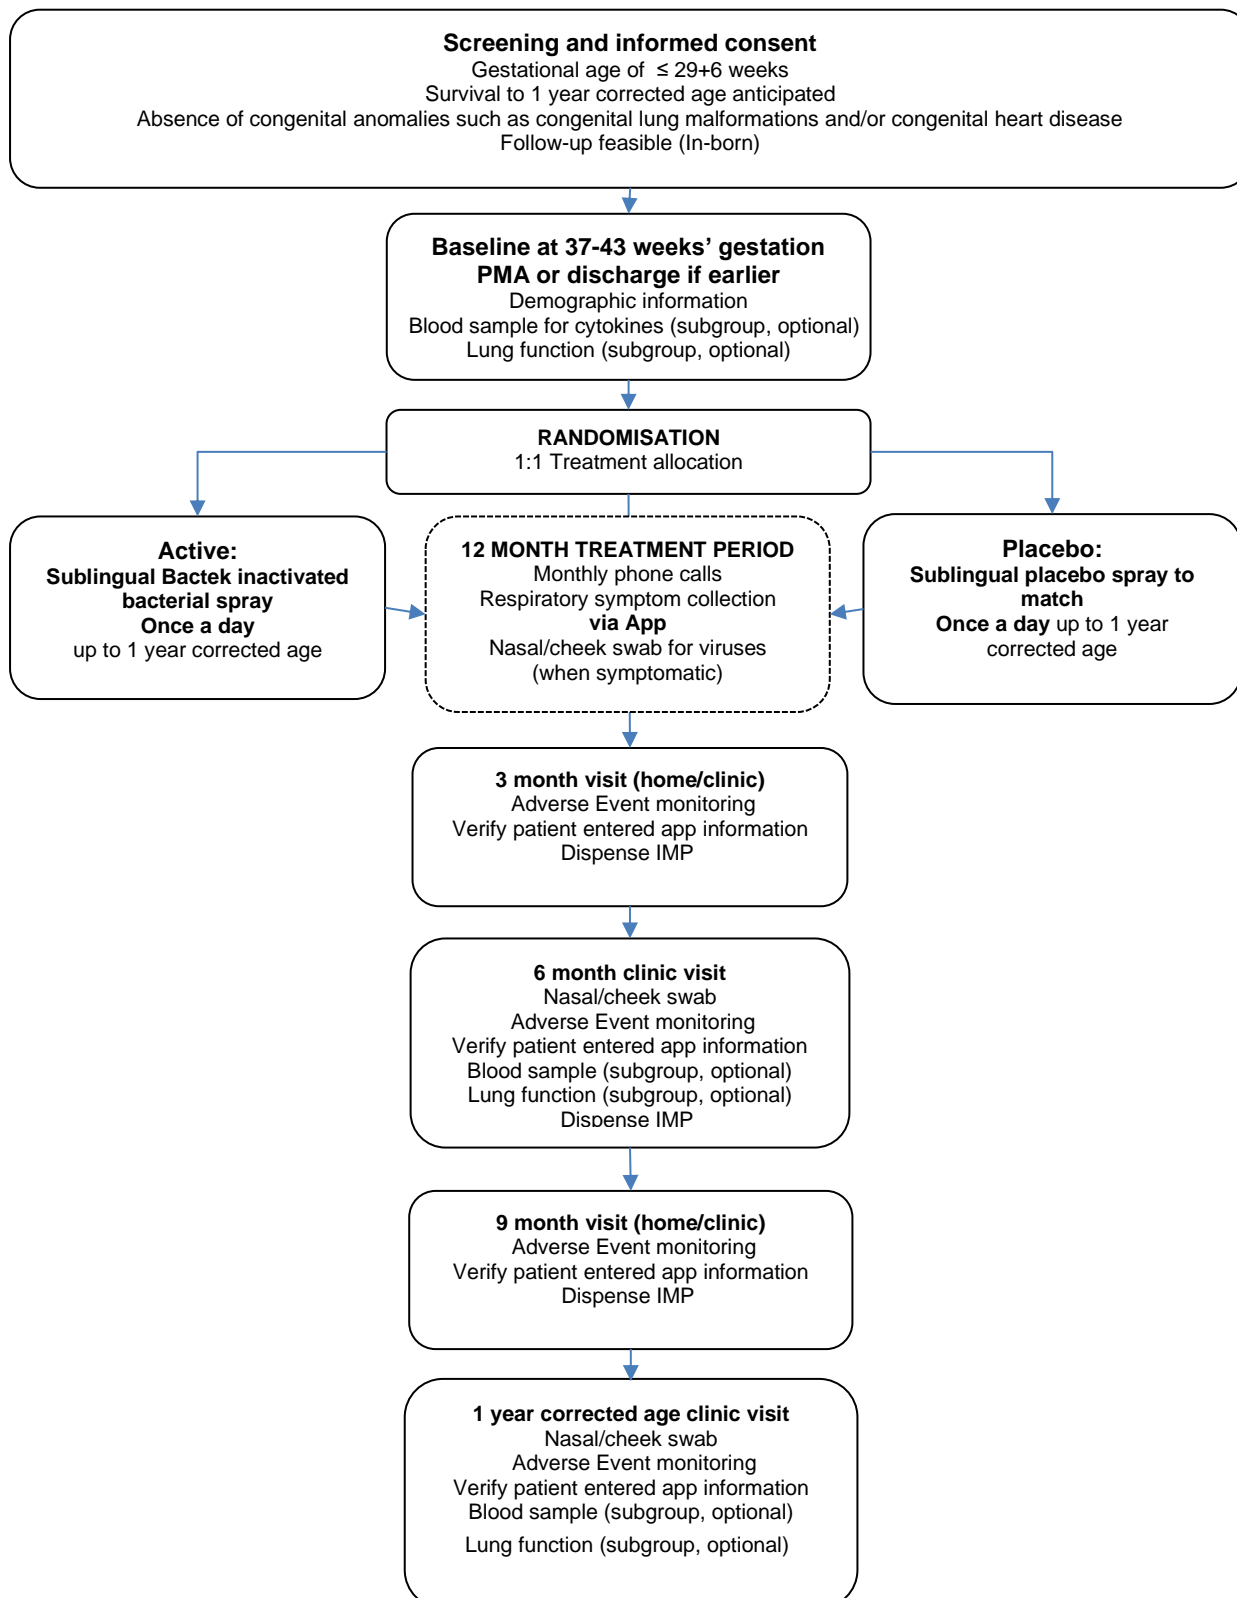 Screening and informed consent
Gestational age of ≤ 29+6 weeks
Survival to 1 year corrected age anticipated
Absence of congenital anomalies such as congenital lung malformations and/or congenital heart disease
Follow-up feasible (In-born)
Baseline at 37-43 weeks’ gestation
PMA or discharge if earlier
Demographic information
Blood sample for cytokines (subgroup, optional)
Lung function (subgroup, optional)
RANDOMISATION
1:1 Treatment allocation
Active:
Sublingual Bactek inactivated
bacterial spray
Once a day
up to 1 year corrected age
12 MONTH TREATMENT PERIOD
Monthly phone calls
Respiratory symptom collection
via App
Nasal/cheek swab for viruses
(when symptomatic)
Placebo:
Sublingual placebo spray to
match
Once a day up to 1 year
corrected age
3 month visit (home/clinic)
Adverse Event monitoring
Verify patient entered app information
Dispense IMP
6 month clinic visit
Nasal/cheek swab
Adverse Event monitoring
Verify patient entered app information
Blood sample (subgroup, optional)
Lung function (subgroup, optional)
Dispense IMP
9 month visit (home/clinic)
Adverse Event monitoring
Verify patient entered app information
Dispense IMP
1 year corrected age clinic visit
Nasal/cheek swab
Adverse Event monitoring
Verify patient entered app information
Blood sample (subgroup, optional)
Lung function (subgroup, optional)